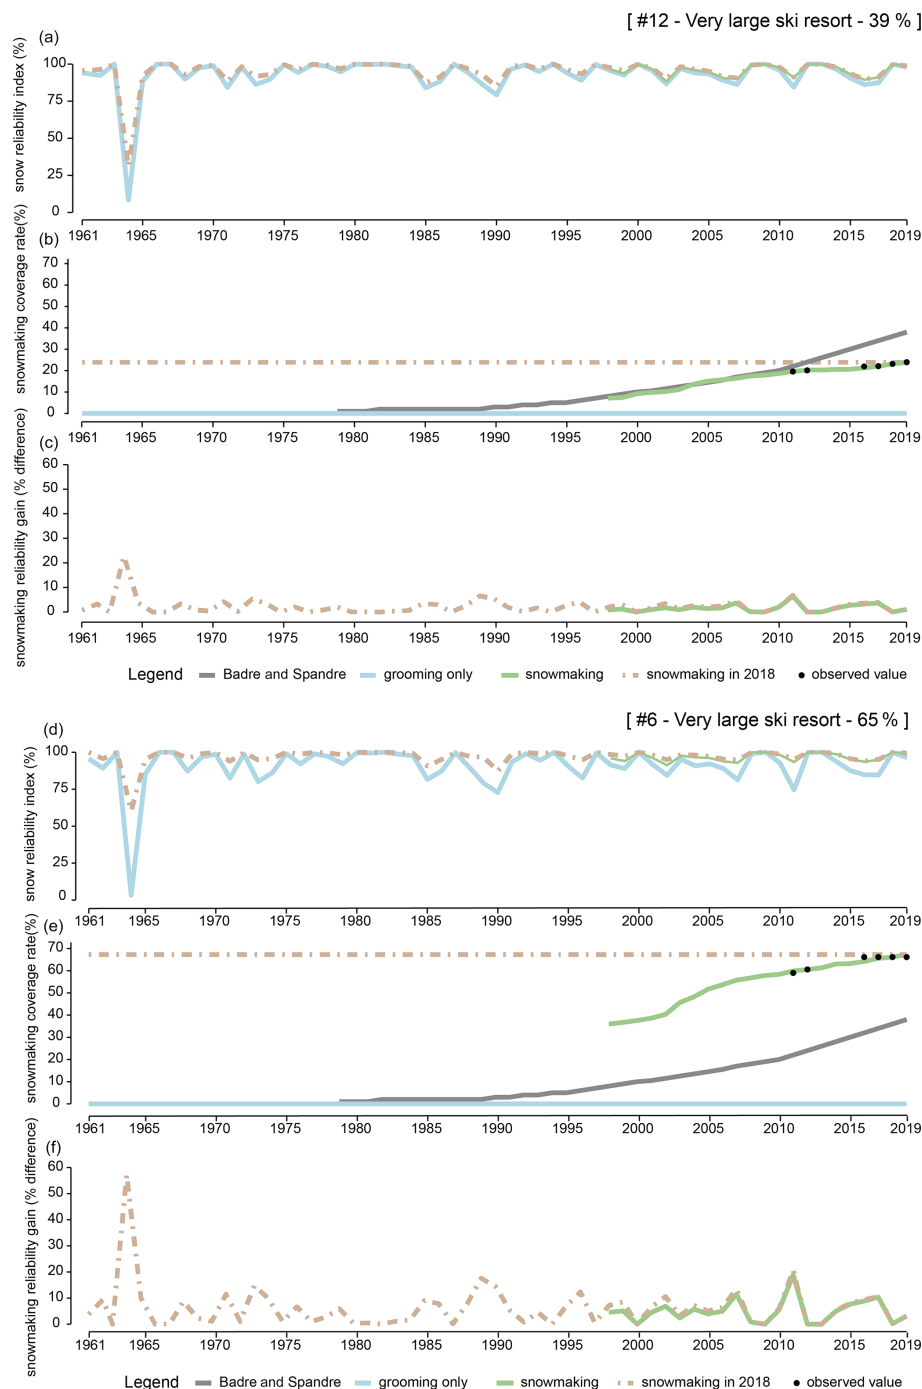 [ #12 - Very large ski resort - 39 % ]
(a)
snow reliability index (%)
100
75
50
25
0
1961 1965 1970 1975 1980 1985 1990 1995 2000 2005 2010 2015 2019
(b)
snowmaking coverage rate(%)
70
60
50
40
30
20
10
0
1961 1965 1970 1975 1980 1985 1990 1995 2000 2005 2010 2015 2019
(c)
snowmaking reliability gain (% difference)
60
50
40
30
20
10
0
1961 1965 1970 1975 1980 1985 1990 1995 2000 2005 2010 2015 2019
Legend Badre and Spandre grooming only snowmaking snowmaking in 2018 observed value
[ #6 - Very large ski resort - 65 % ]
(d)
snow reliability index (%)
100
75
50
25
0
1961 1965 1970 1975 1980 1985 1990 1995 2000 2005 2010 2015 2019
(e)
snowmaking coverage rate(%)
70
60
50
40
30
20
10
0
1961 1965 1970 1975 1980 1985 1990 1995 2000 2005 2010 2015 2019
(f)
snowmaking reliability gain (% difference)
60
50
40
30
20
10
0
1961 1965 1970 1975 1980 1985 1990 1995 2000 2005 2010 2015 2019
Legend Badre and Spandre grooming only snowmaking snowmaking in 2018 observed value